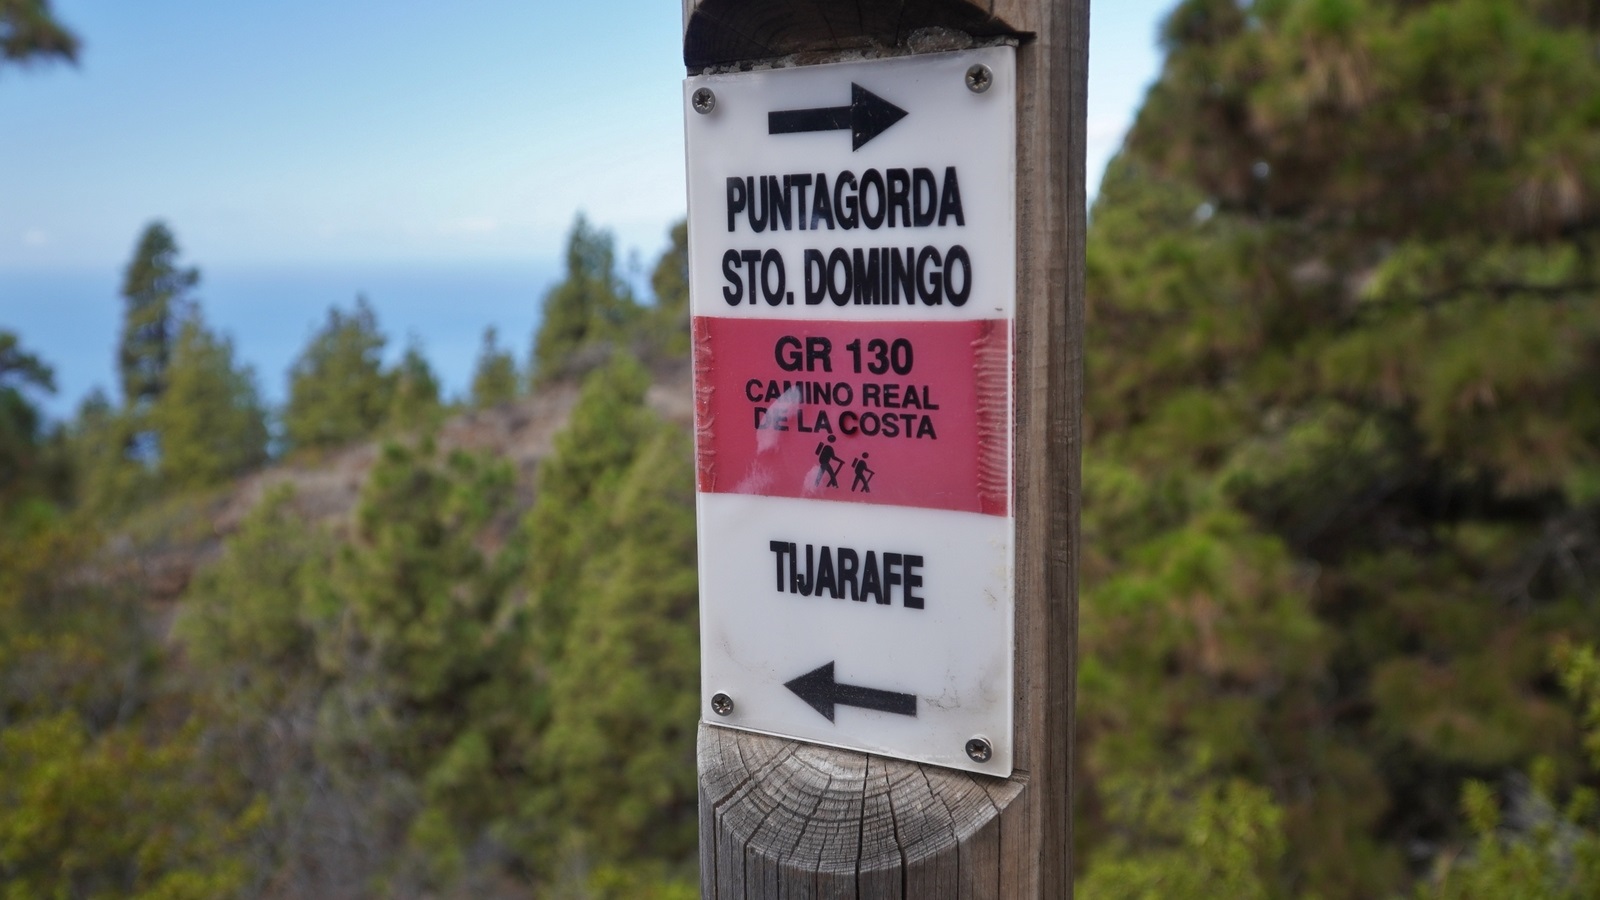 PUNTAGORDA
STO. DOMINGO
GR 130
CAMINO REAL
DE LA COSTA
TIJARAFE